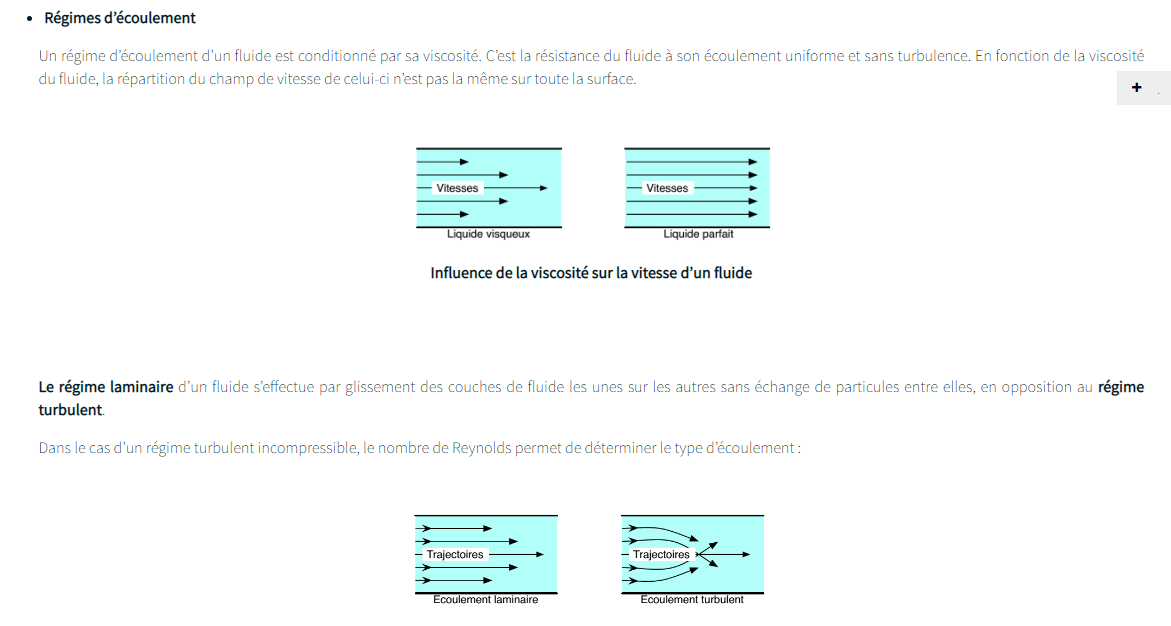 • Régimes d’écoulement
Un régime d’écoulement d’un fluide est conditionné par sa viscosité. C’est la résistance du fluide à son écoulement uniforme et sans turbulence. En fonction de la viscosité
du fluide, la répartition du champ de vitesse de celui-ci n’est pas la même sur toute la surface.
+ .
Vitesses
Liquide visqueux
Vitesses
Liquide parfait
Influence de la viscosité sur la vitesse d’un fluide
Le régime laminaire d’un fluide s’effectue par glissement des couches de fluide les unes sur les autres sans échange de particules entre elles, en opposition au régime
turbulent.
Dans le cas d’un régime turbulent incompressible, le nombre de Reynolds permet de déterminer le type d’écoulement :
Trajectoires
Ecoulement laminaire
Trajectoires
Ecoulement turbulent